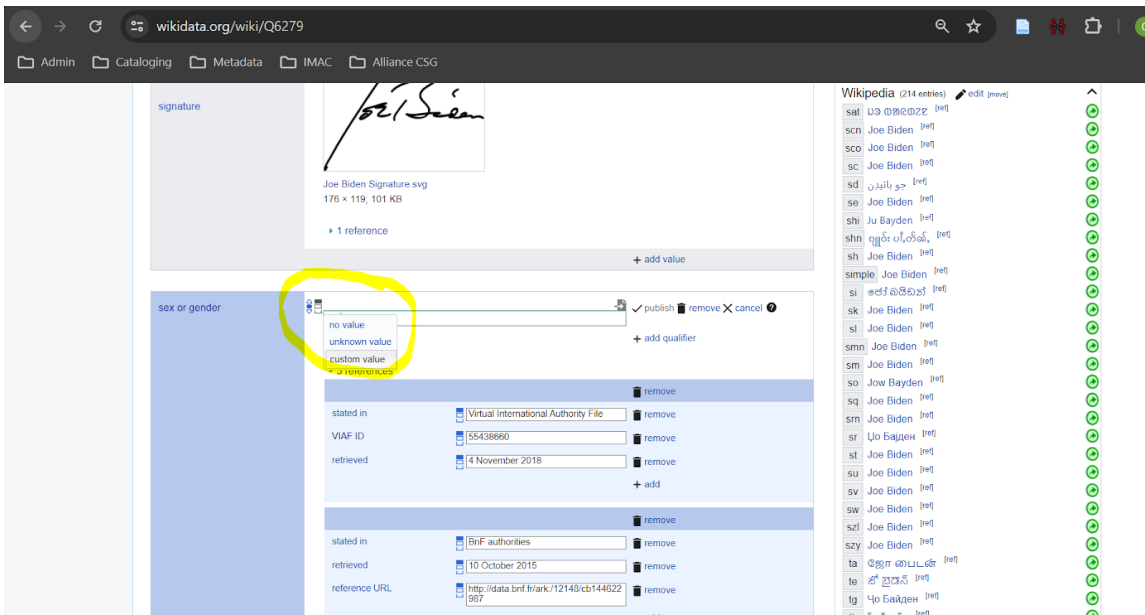 wikidata.org/wiki/Q6279
Admin Cataloging Metadata IMAC Alliance CSG
signature
Joe Biden Signature.svg
176 × 119; 101 KB
1 reference
+ add value
sex or gender
publish remove cancel
no value
unknown value
custom value
+ add qualifier
3 references
remove
stated in Virtual International Authority File remove
VIAF ID 55438660 remove
retrieved 4 November 2018 remove
+ add
remove
stated in BnF authorities remove
retrieved 10 October 2015 remove
reference URL http://data.bnf.fr/ark:/12148/cb144622
987 remove
Wikipedia (214 entries) edit [move]
sat [ref]
scn Joe Biden [ref]
sco Joe Biden [ref]
sc Joe Biden [ref]
sd جو بائيڊن [ref]
se Joe Biden [ref]
shi Ju Bayden [ref]
shn [ref]
sh Joe Biden [ref]
simple Joe Biden [ref]
si ජෝ බයිඩන් [ref]
sk Joe Biden [ref]
sl Joe Biden [ref]
smn Joe Biden [ref]
sm Joe Biden [ref]
so Jow Bayden [ref]
sq Joe Biden [ref]
srn Joe Biden [ref]
sr Џо Бајден [ref]
st Joe Biden [ref]
su Joe Biden [ref]
sv Joe Biden [ref]
sw Joe Biden [ref]
szl Joe Biden [ref]
szy Joe Biden [ref]
ta ஜோ பைடன் [ref]
te జో బైడెన్ [ref]
tg Ҷо Байден [ref]